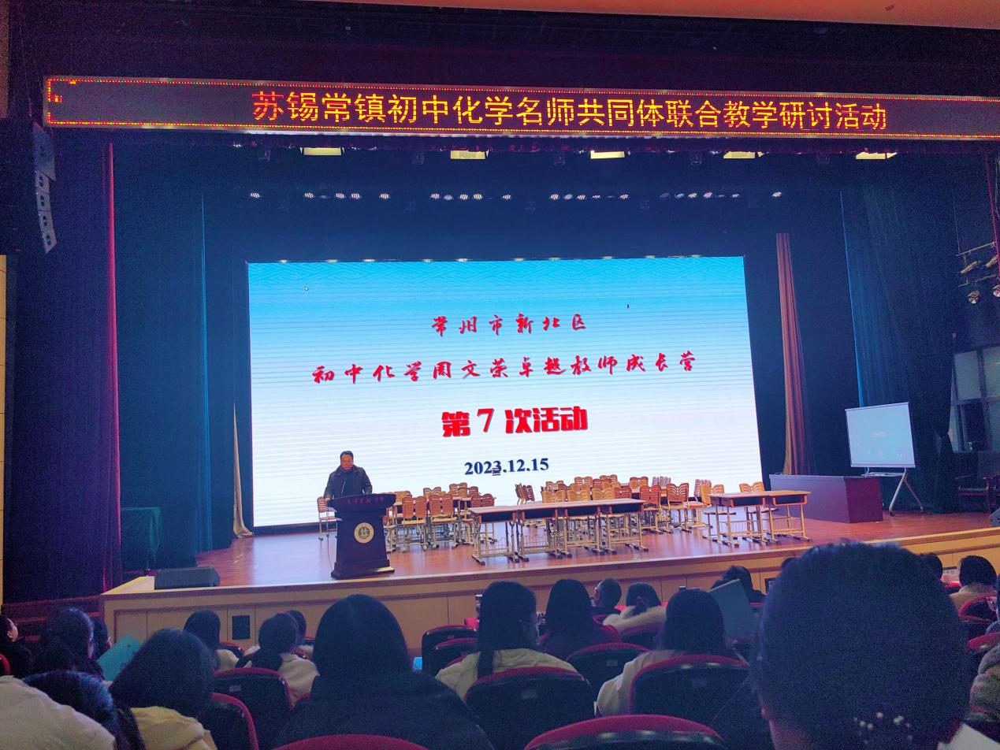 苏锡常镇初中化学名师共同体联合教学研讨活动
常州市新北区
初中化学周文荣卓越教师成长营
第7次活动
2023.12.15